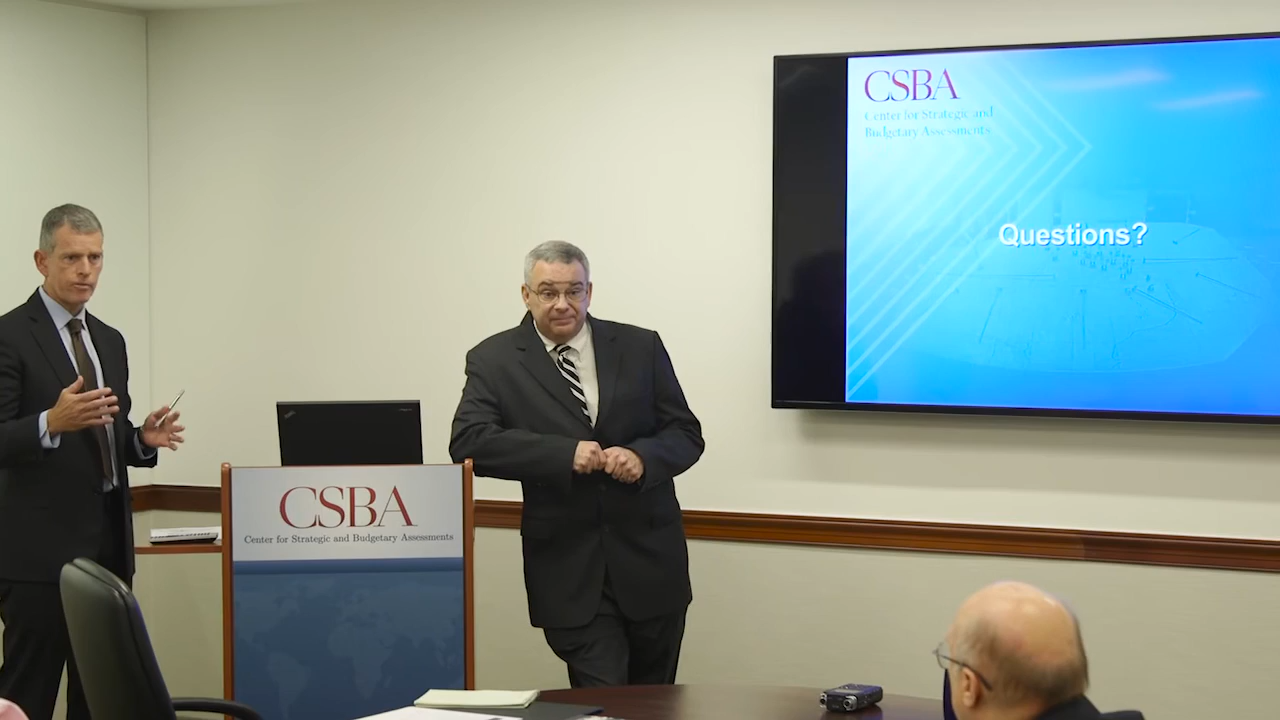 CSBA
Center for Strategic and
Budgetary Assessments
Questions?
CSBA
Center for Strategic and Budgetary Assessments